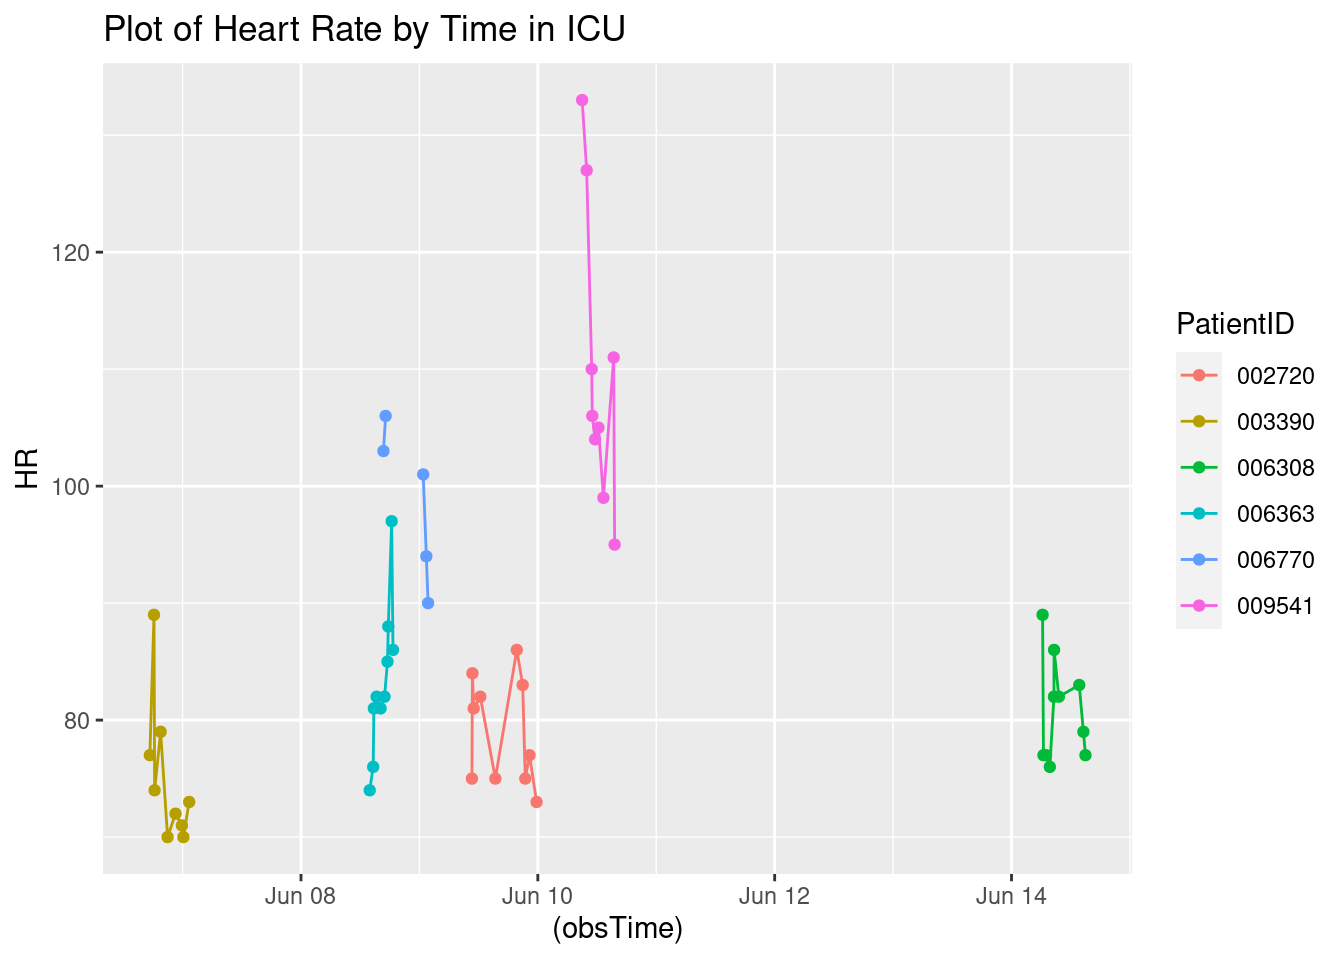 Plot of Heart Rate by Time in ICU
120
100
80
HR
Jun 08
Jun 10
Jun 12
Jun 14
(obsTime)
PatientID
002720
003390
006308
006363
006770
009541